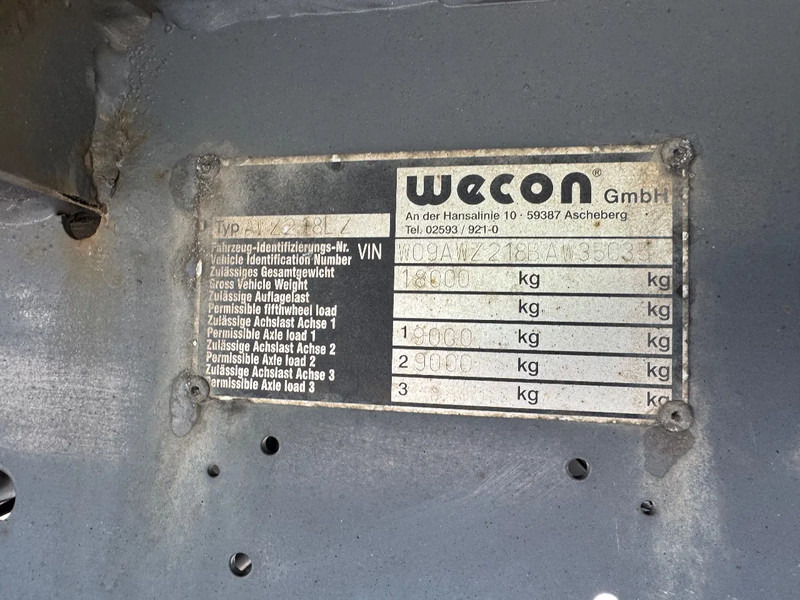 wecon® GmbH
An der Hansalinie 10 · 59387 Ascheberg
Tel. 02593 / 921-0
Typ
Fahrzeug-Identifizierungs-Nr. VIN
Vehicle Identification Number
Zulässiges Gesamtgewicht 18000 kg kg
Gross Vehicle Weight
Zulässige Auflagelast kg kg
Permissible fifthwheel load
Zulässige Achslast Achse 1 1 9000 kg kg
Permissible Axle load 1
Zulässige Achslast Achse 2 2 9000 kg kg
Permissible Axle load 2
Zulässige Achslast Achse 3 3 kg kg
Permissible Axle load 3